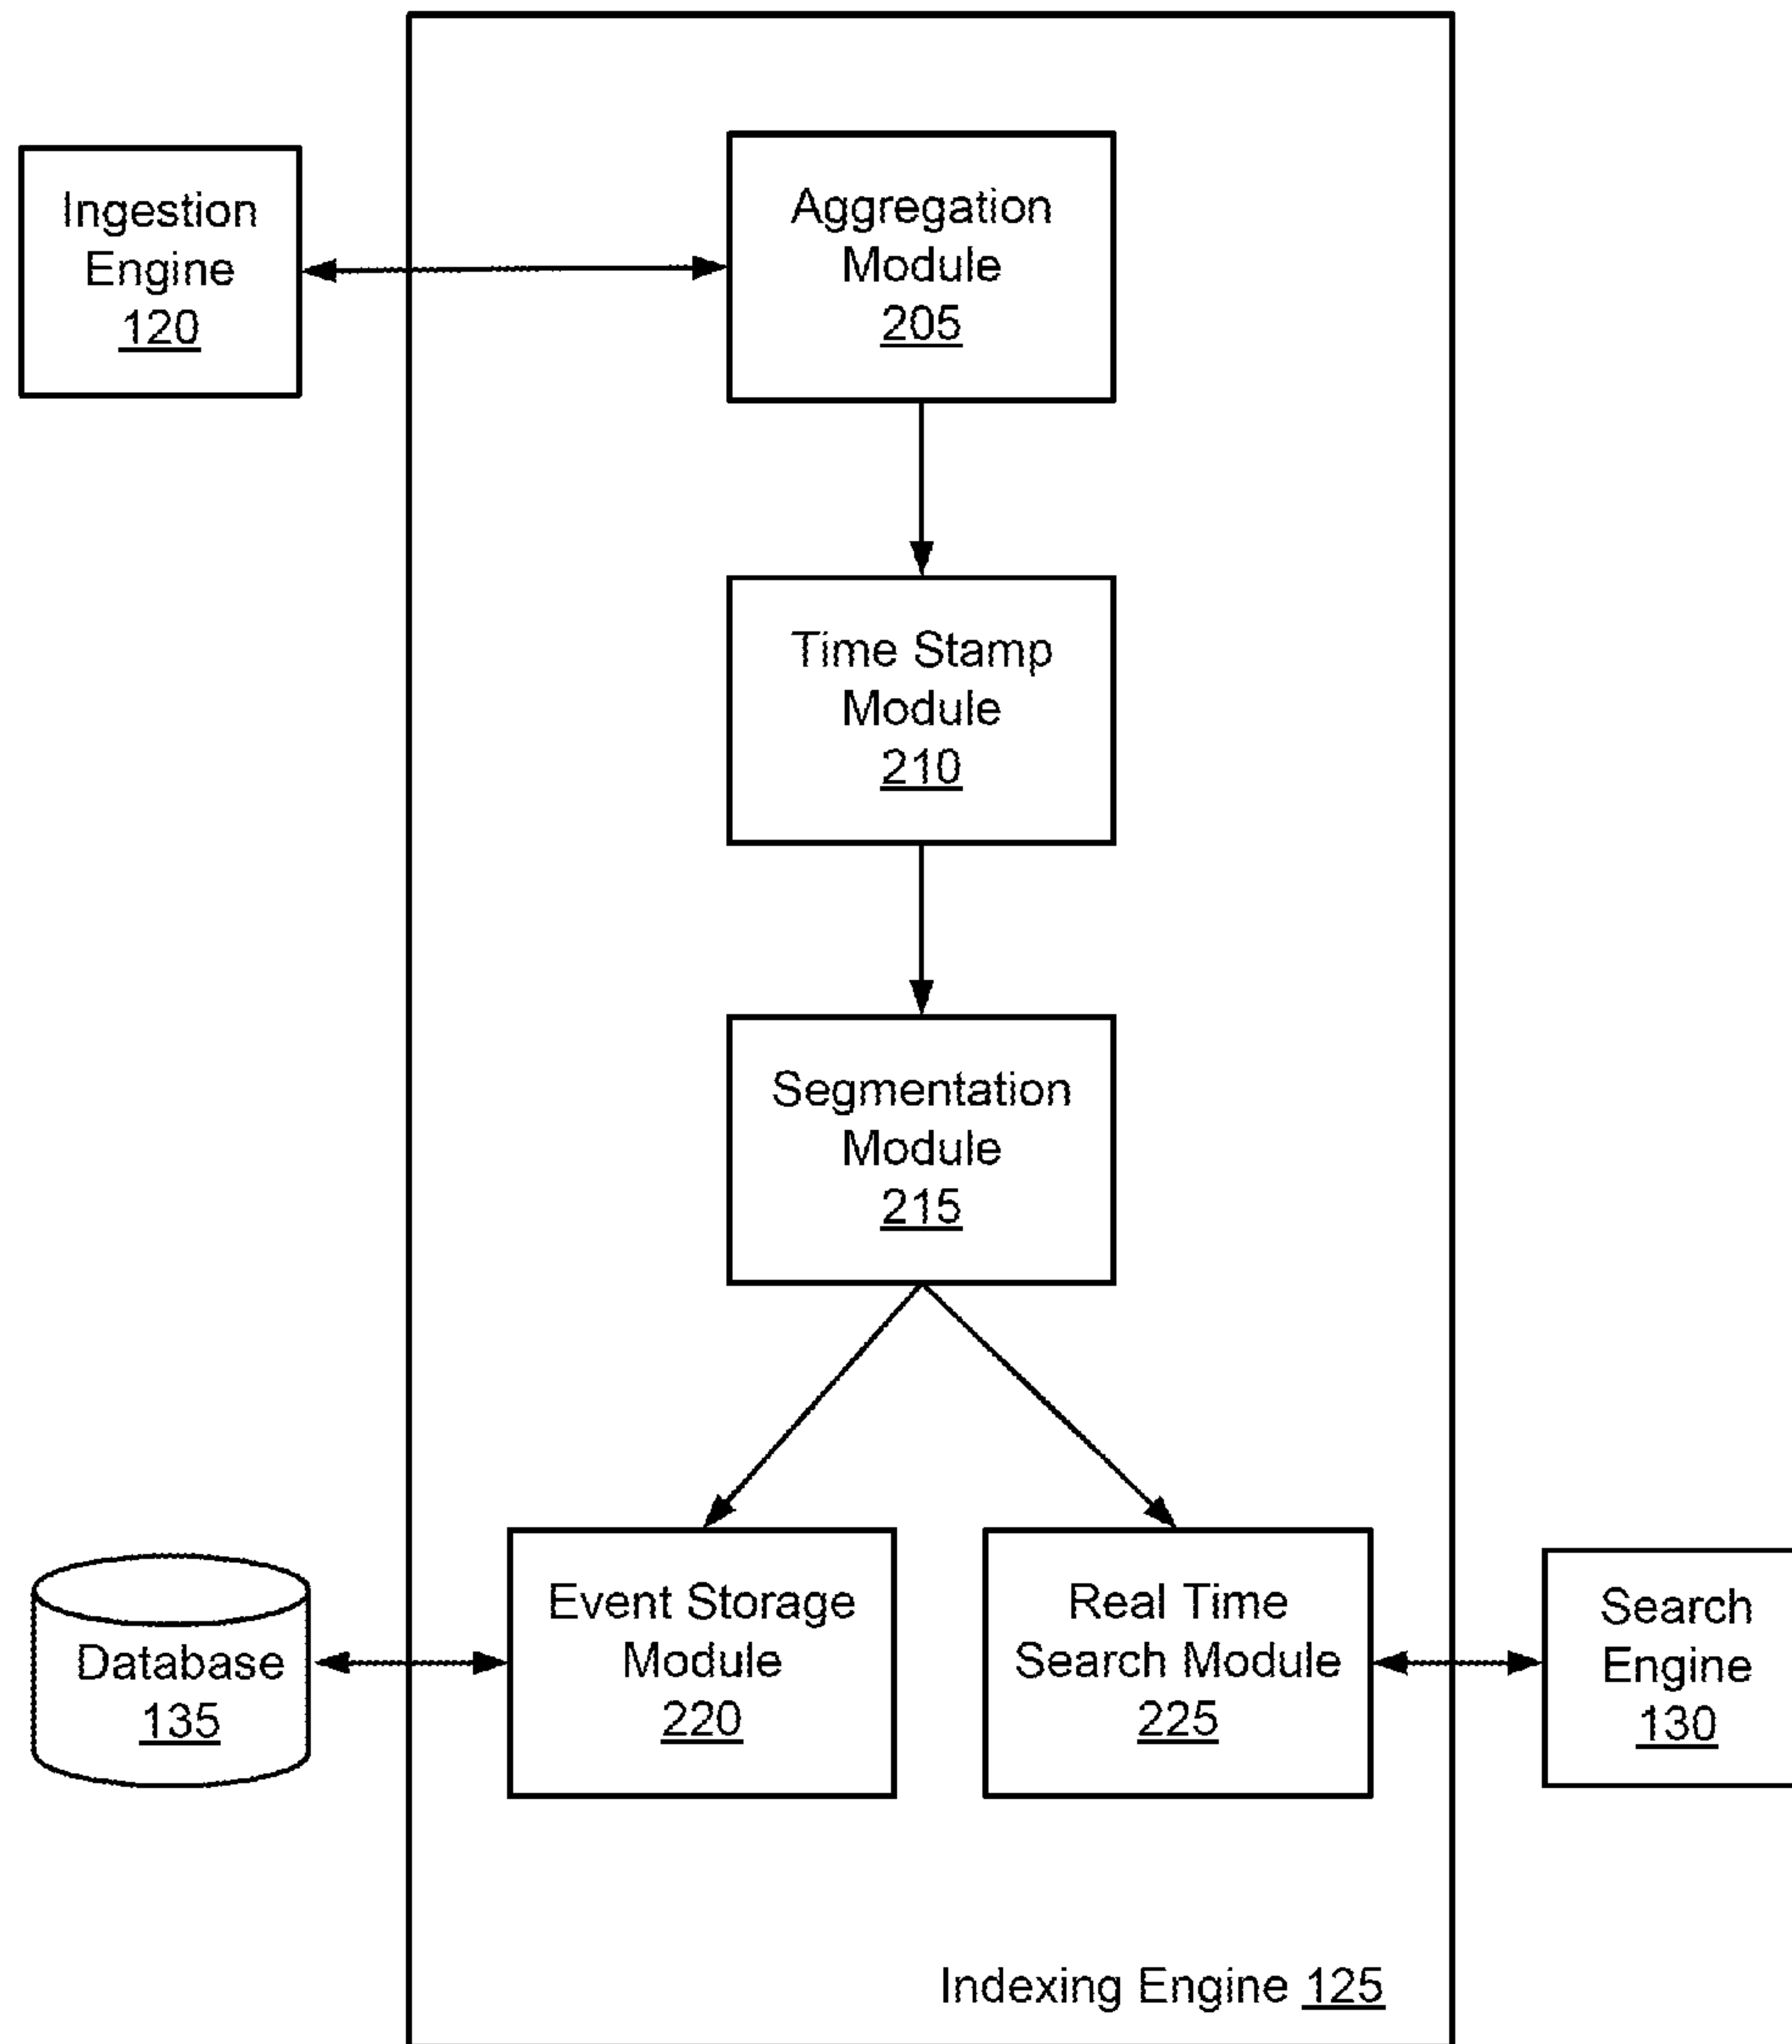 Ingestion
Engine
120
Aggregation
Module
205
Time Stamp
Module
210
Segmentation
Module
215
Database
135
Event Storage
Module
220
Real Time
Search Module
225
Search
Engine
130
Indexing Engine 125